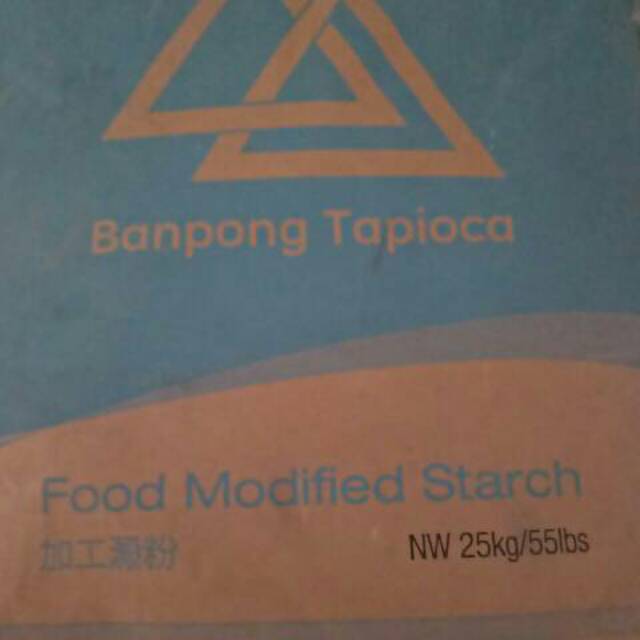 Banpong Tapioca
Food Modified Starch
加工澱粉
NW 25kg/55lbs